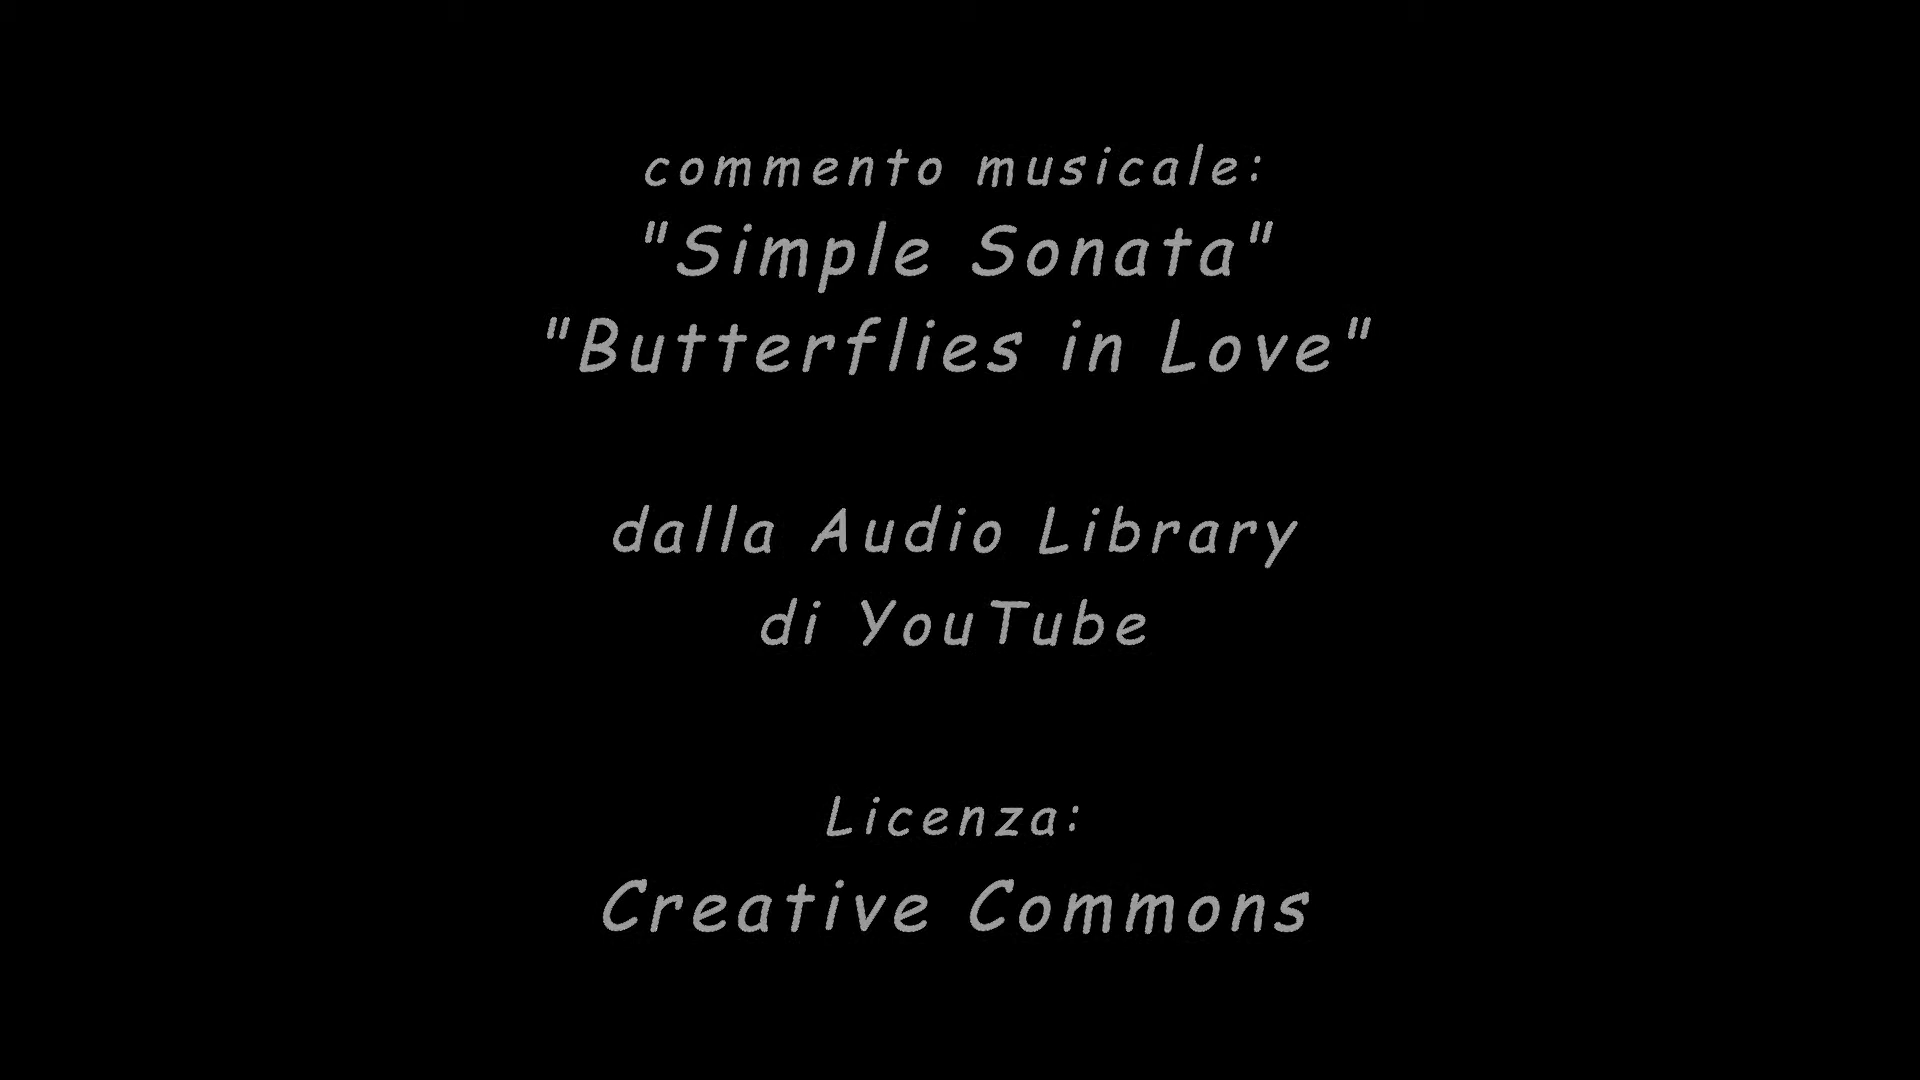 commento musicale:
"Simple Sonata"
"Butterflies in Love"
dalla Audio Library
di YouTube
Licenza:
Creative Commons